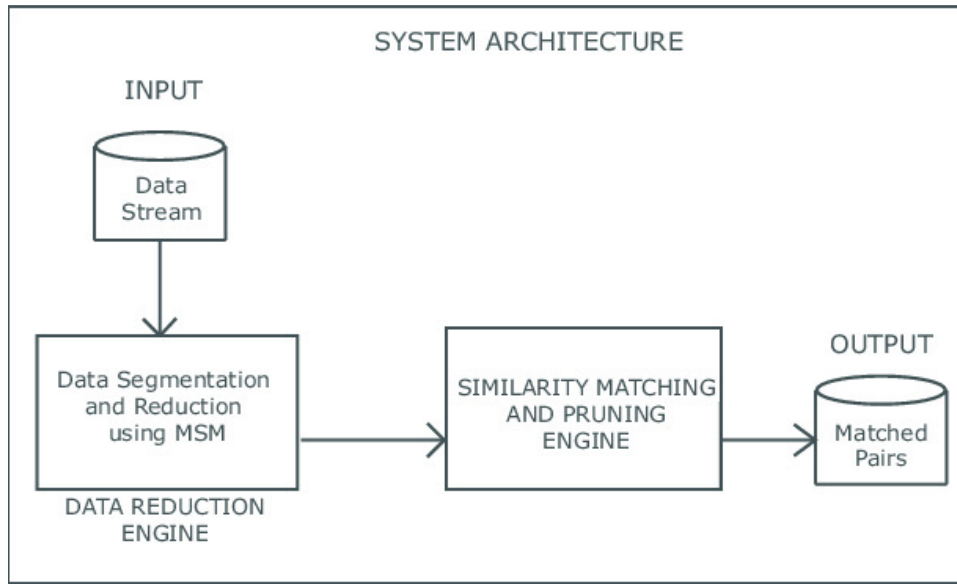 SYSTEM ARCHITECTURE
INPUT
Data
Stream
Data Segmentation
and Reduction
using MSM
DATA REDUCTION
ENGINE
SIMILARITY MATCHING
AND PRUNING
ENGINE
OUTPUT
Matched
Pairs